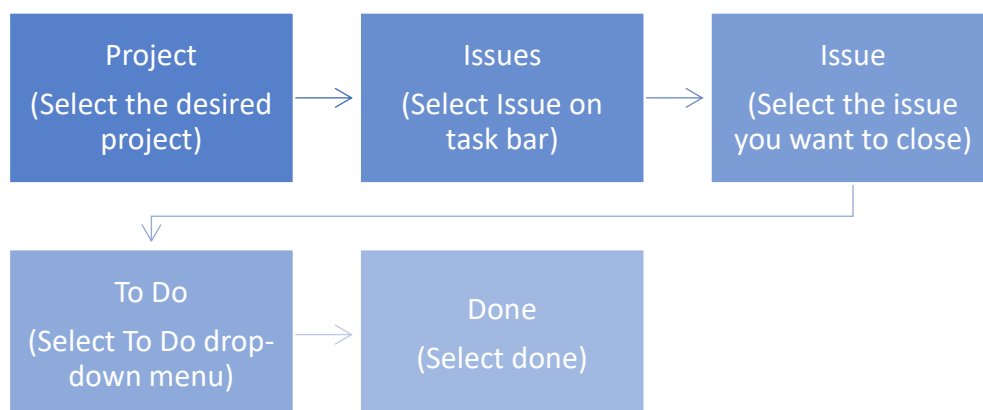 Project
(Select the desired
project)
Issues
(Select Issue on
task bar)
Issue
(Select the issue
you want to close)
To Do
(Select To Do drop-
down menu)
Done
(Select done)